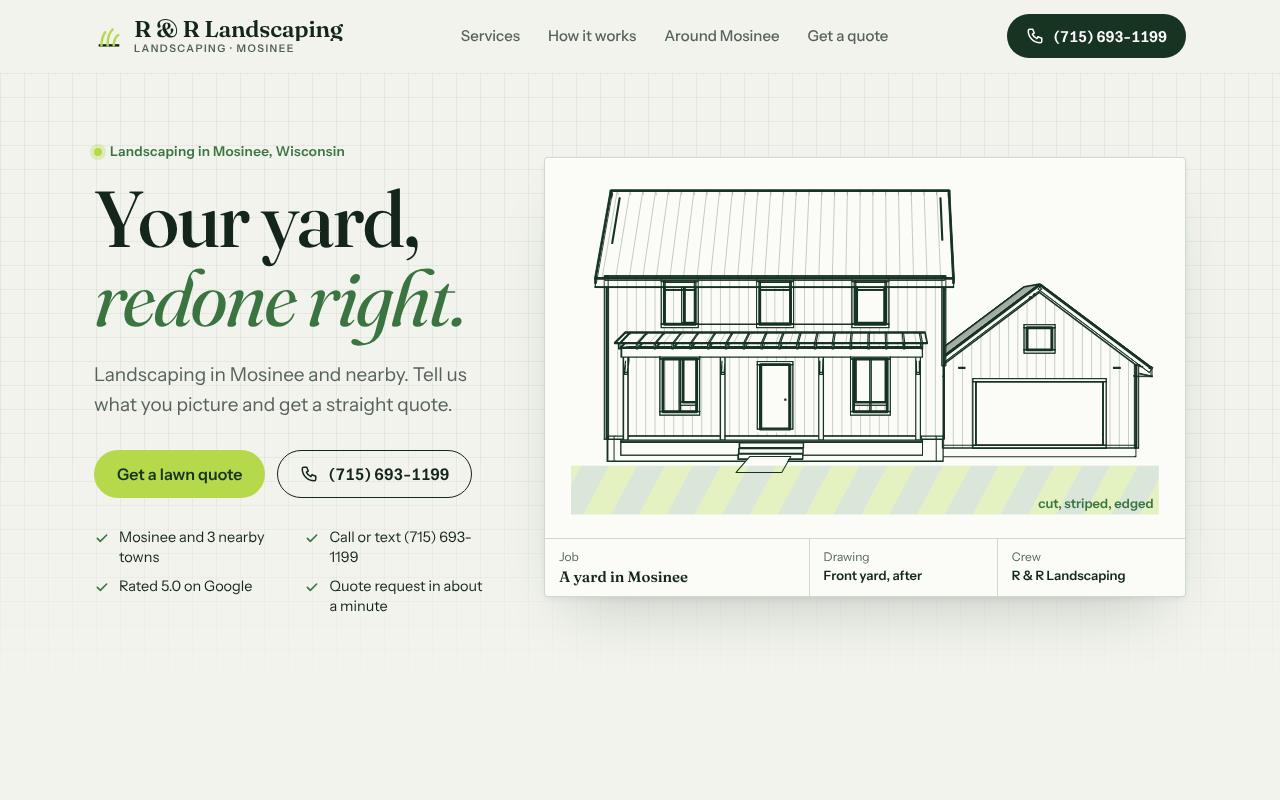 R & R Landscaping
LANDSCAPING · MOSINEE
Services
How it works
Around Mosinee
Get a quote
(715) 693-1199
Landscaping in Mosinee, Wisconsin
Your yard,
redone right.
Landscaping in Mosinee and nearby. Tell us
what you picture and get a straight quote.
Get a lawn quote
(715) 693-1199
Mosinee and 3 nearby
towns
Call or text (715) 693-
1199
Rated 5.0 on Google
Quote request in about
a minute
cut, striped, edged
Job
A yard in Mosinee
Drawing
Front yard, after
Crew
R & R Landscaping